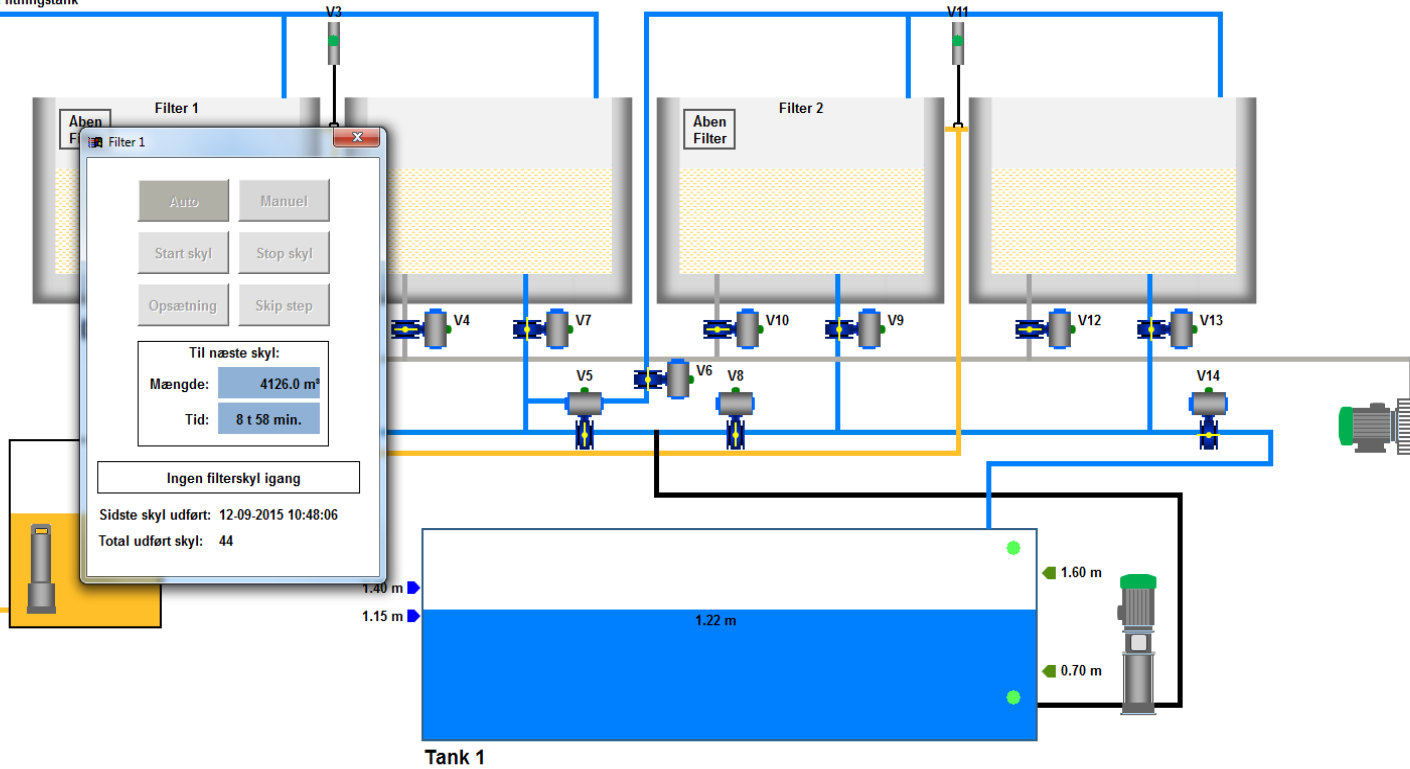 V3
V11
Filter 1
Filter 2
Aben
Aben
Filter
Filter 1
Auto
Manuel
Start skyl
Stop skyl
Opsætning
Skip step
Til næste skyl:
Mængde: 4126.0 m³
Tid: 8 t 58 min.
Ingen filterskyl igang
Sidste skyl udført: 12-09-2015 10:48:06
Total udført skyl: 44
V4
V7
V10
V9
V12
V13
V5
V6
V8
V14
1.40 m
1.15 m
1.22 m
1.60 m
0.70 m
Tank 1